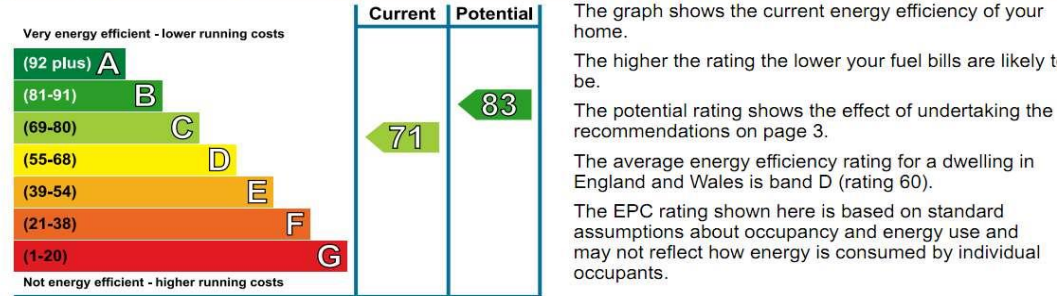 Current Potential
Very energy efficient - lower running costs
(92 plus) A
(81-91) B
83
(69-80) C
71
(55-68) D
(39-54) E
(21-38) F
(1-20) G
Not energy efficient - higher running costs
The graph shows the current energy efficiency of your
home.
The higher the rating the lower your fuel bills are likely
be.
The potential rating shows the effect of undertaking the
recommendations on page 3.
The average energy efficiency rating for a dwelling in
England and Wales is band D (rating 60).
The EPC rating shown here is based on standard
assumptions about occupancy and energy use and
may not reflect how energy is consumed by individual
occupants.